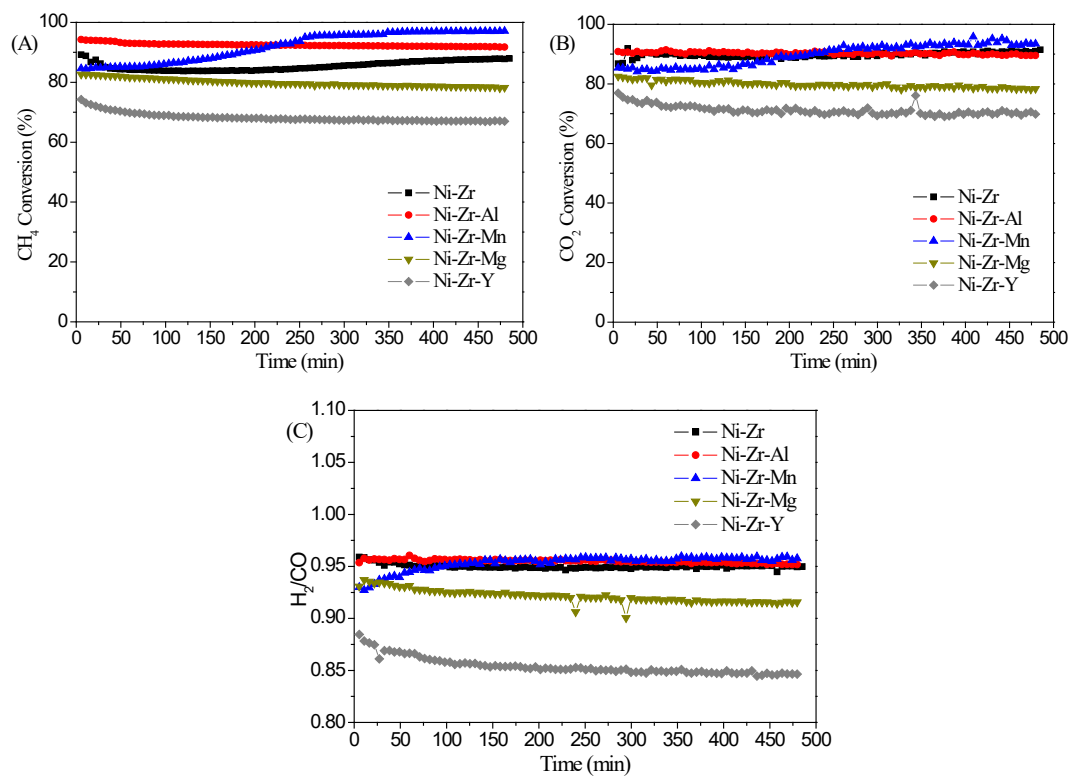 (A)
100
80
60
40
20
0
CH₄ Conversion (%)
Ni-Zr
Ni-Zr-Al
Ni-Zr-Mn
Ni-Zr-Mg
Ni-Zr-Y
0 50 100 150 200 250 300 350 400 450 500
Time (min)
(B)
100
80
60
40
20
0
CO₂ Conversion (%)
Ni-Zr
Ni-Zr-Al
Ni-Zr-Mn
Ni-Zr-Mg
Ni-Zr-Y
0 50 100 150 200 250 300 350 400 450 500
Time (min)
(C)
1.10
1.05
1.00
0.95
0.90
0.85
0.80
H₂/CO
Ni-Zr
Ni-Zr-Al
Ni-Zr-Mn
Ni-Zr-Mg
Ni-Zr-Y
0 50 100 150 200 250 300 350 400 450 500
Time (min)